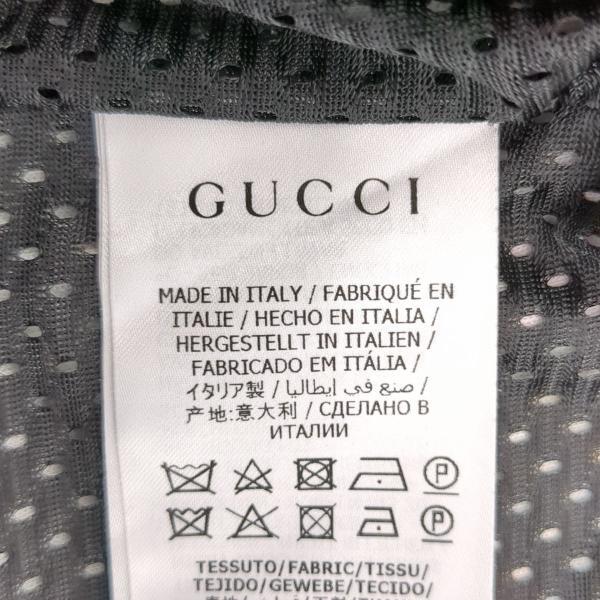 GUCCI
MADE IN ITALY / FABRIQUÉ EN
ITALIE / HECHO EN ITALIA /
HERGESTELLT IN ITALIEN /
FABRICADO EM ITÁLIA /
イタリア製 / صنع في إيطاليا /
产地:意大利 / СДЕЛАНО В
ИТАЛИИ
P
P
TESSUTO/FABRIC/TISSU/
TEJIDO/GEWEBE/TECIDO/